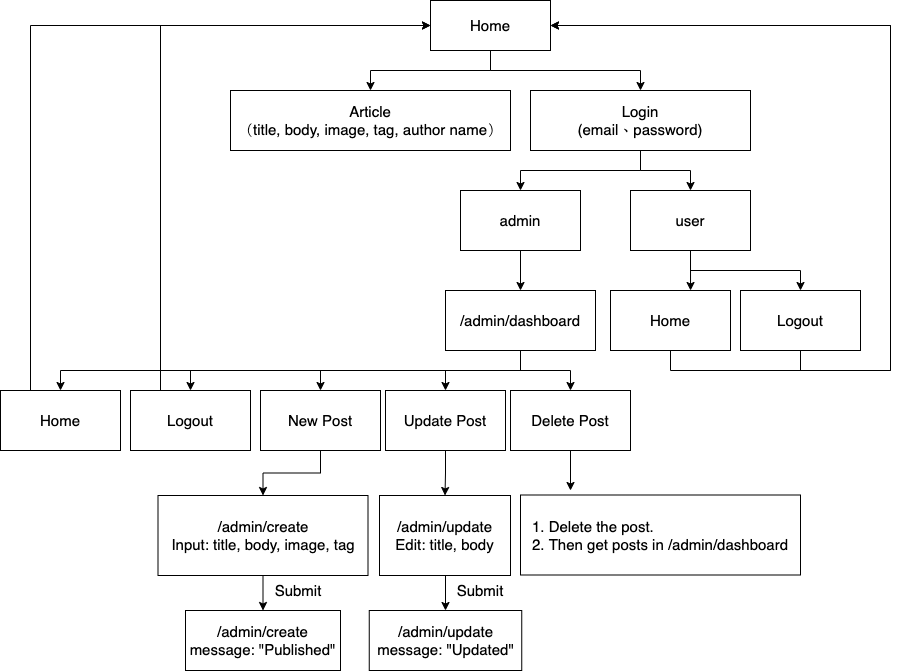 Home
Article
（title, body, image, tag, author name）
Login
(email、password)
admin
user
/admin/dashboard
Home
Logout
Home
Logout
New Post
Update Post
Delete Post
/admin/create
Input: title, body, image, tag
/admin/update
Edit: title, body
1. Delete the post.
2. Then get posts in /admin/dashboard
Submit
Submit
/admin/create
message: "Published"
/admin/update
message: "Updated"